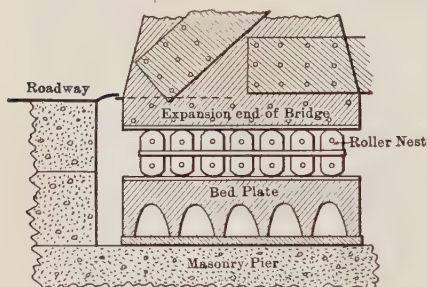 Roadway
Expansion end of Bridge
Roller Nest
Bed Plate
Masonry Pier